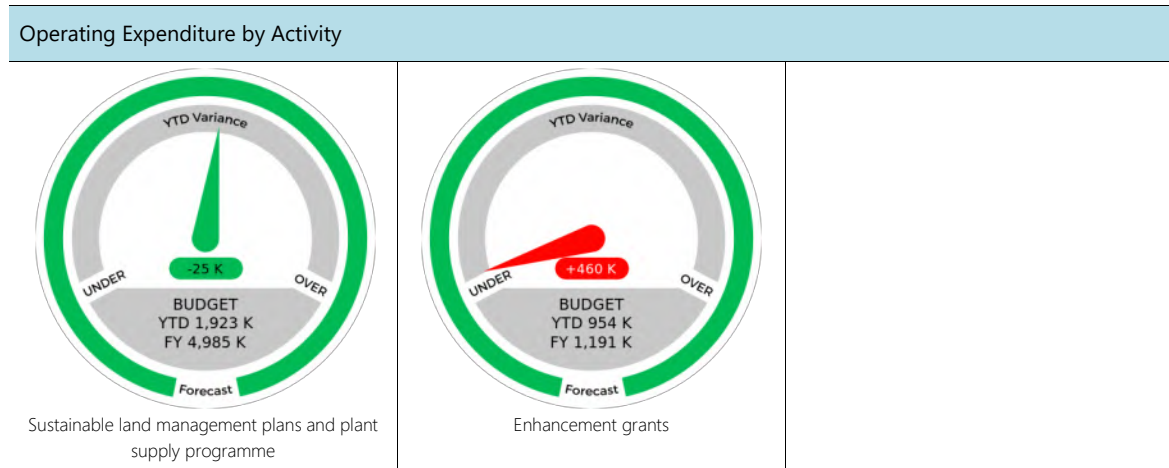 Operating Expenditure by Activity
YTD Variance
-25 K
UNDER
OVER
BUDGET
YTD 1,923 K
FY 4,985 K
Forecast
Sustainable land management plans and plant
supply programme
YTD Variance
+460 K
UNDER
OVER
BUDGET
YTD 954 K
FY 1,191 K
Forecast
Enhancement grants